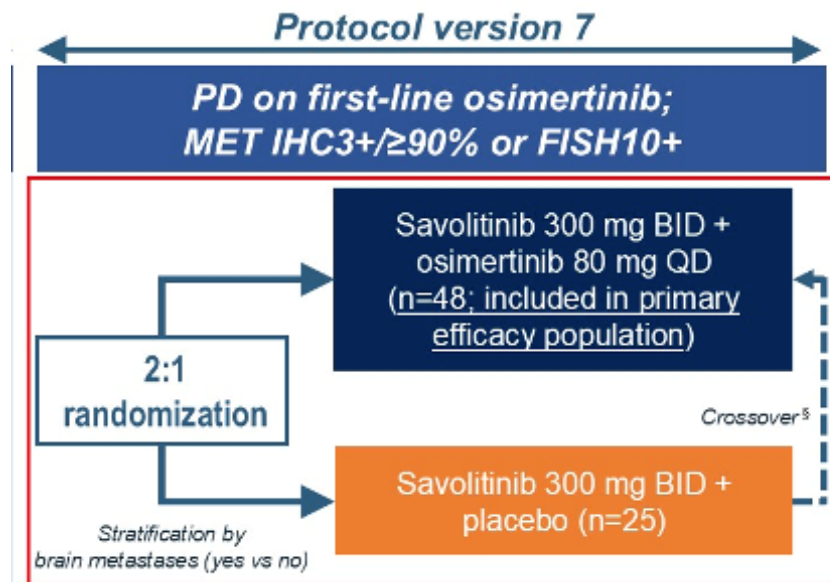 Protocol version 7
PD on first-line osimertinib;
MET IHC3+/≥90% or FISH10+
Savolitinib 300 mg BID +
osimertinib 80 mg QD
(n=48; included in primary
efficacy population)
2:1
randomization
Crossover§
Savolitinib 300 mg BID +
placebo (n=25)
Stratification by
brain metastases (yes vs no)